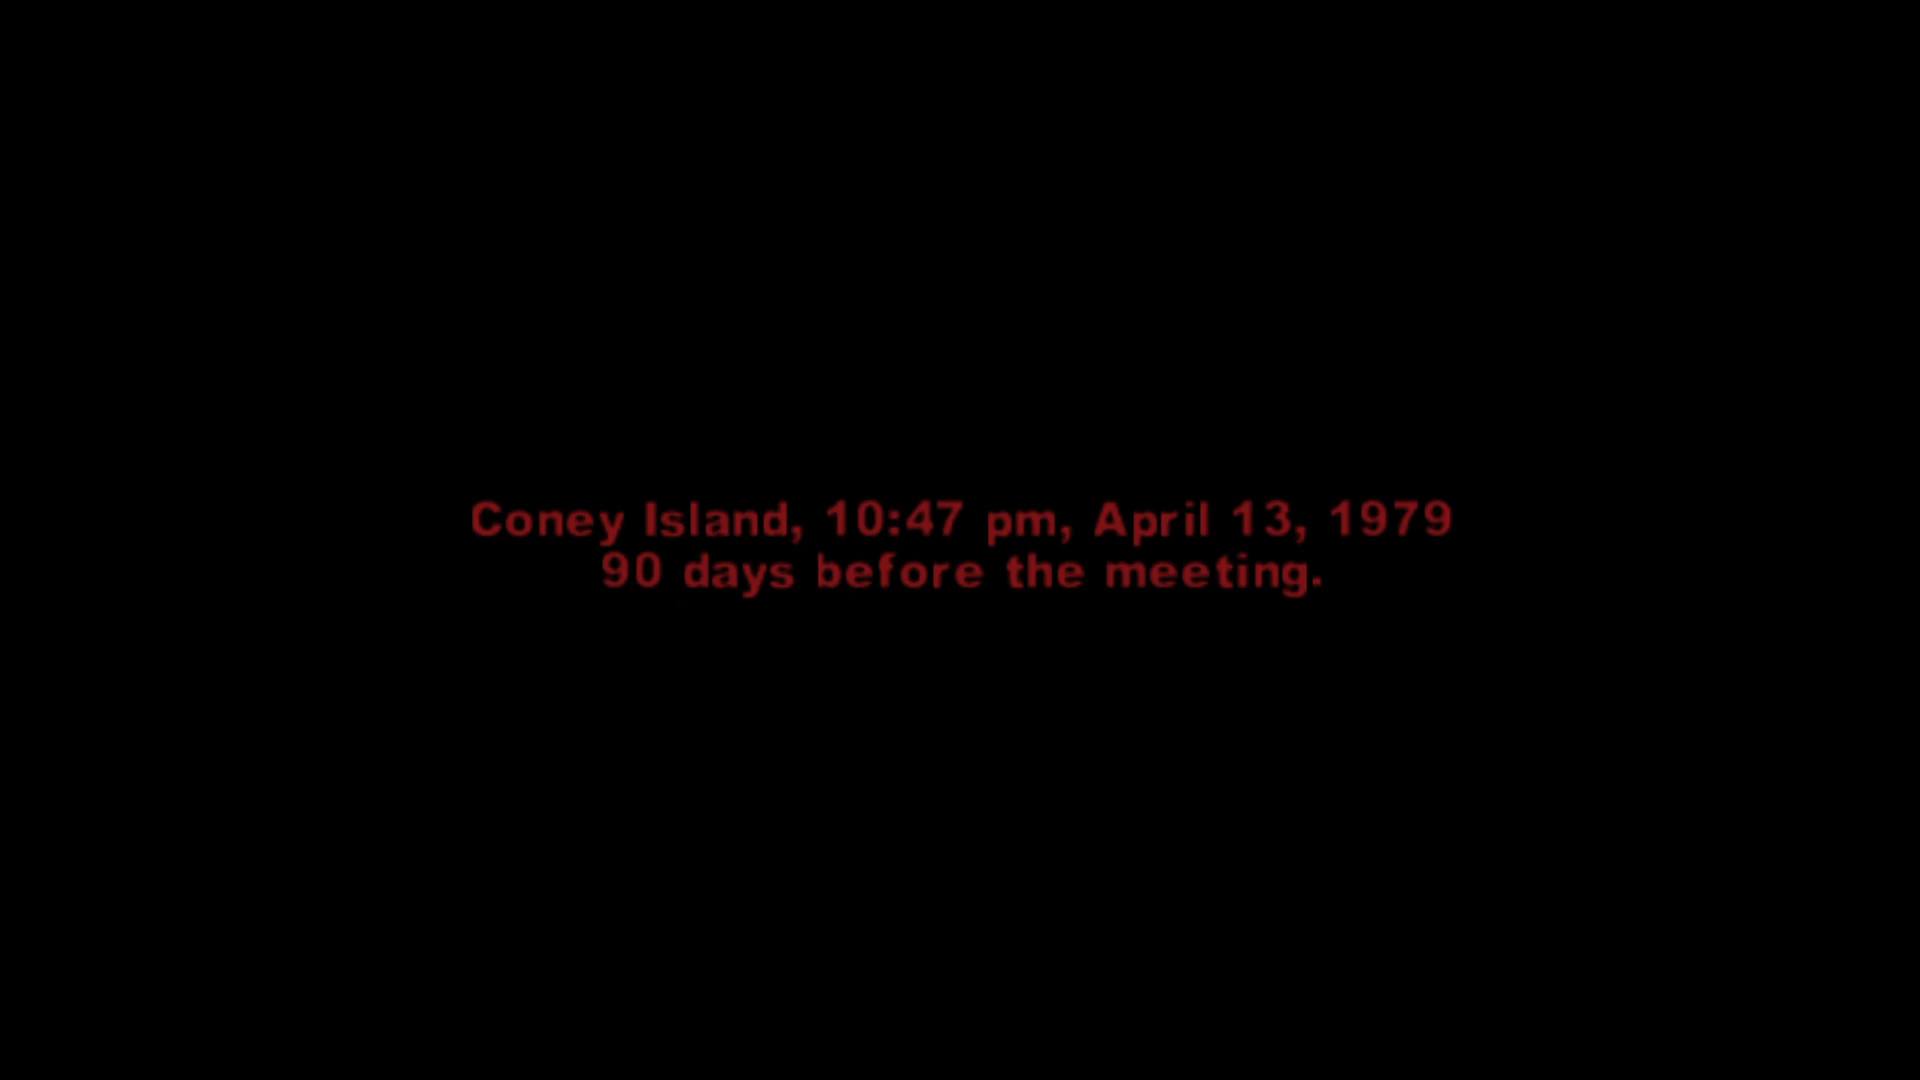 Coney Island, 10:47 pm, April 13, 1979
90 days before the meeting.